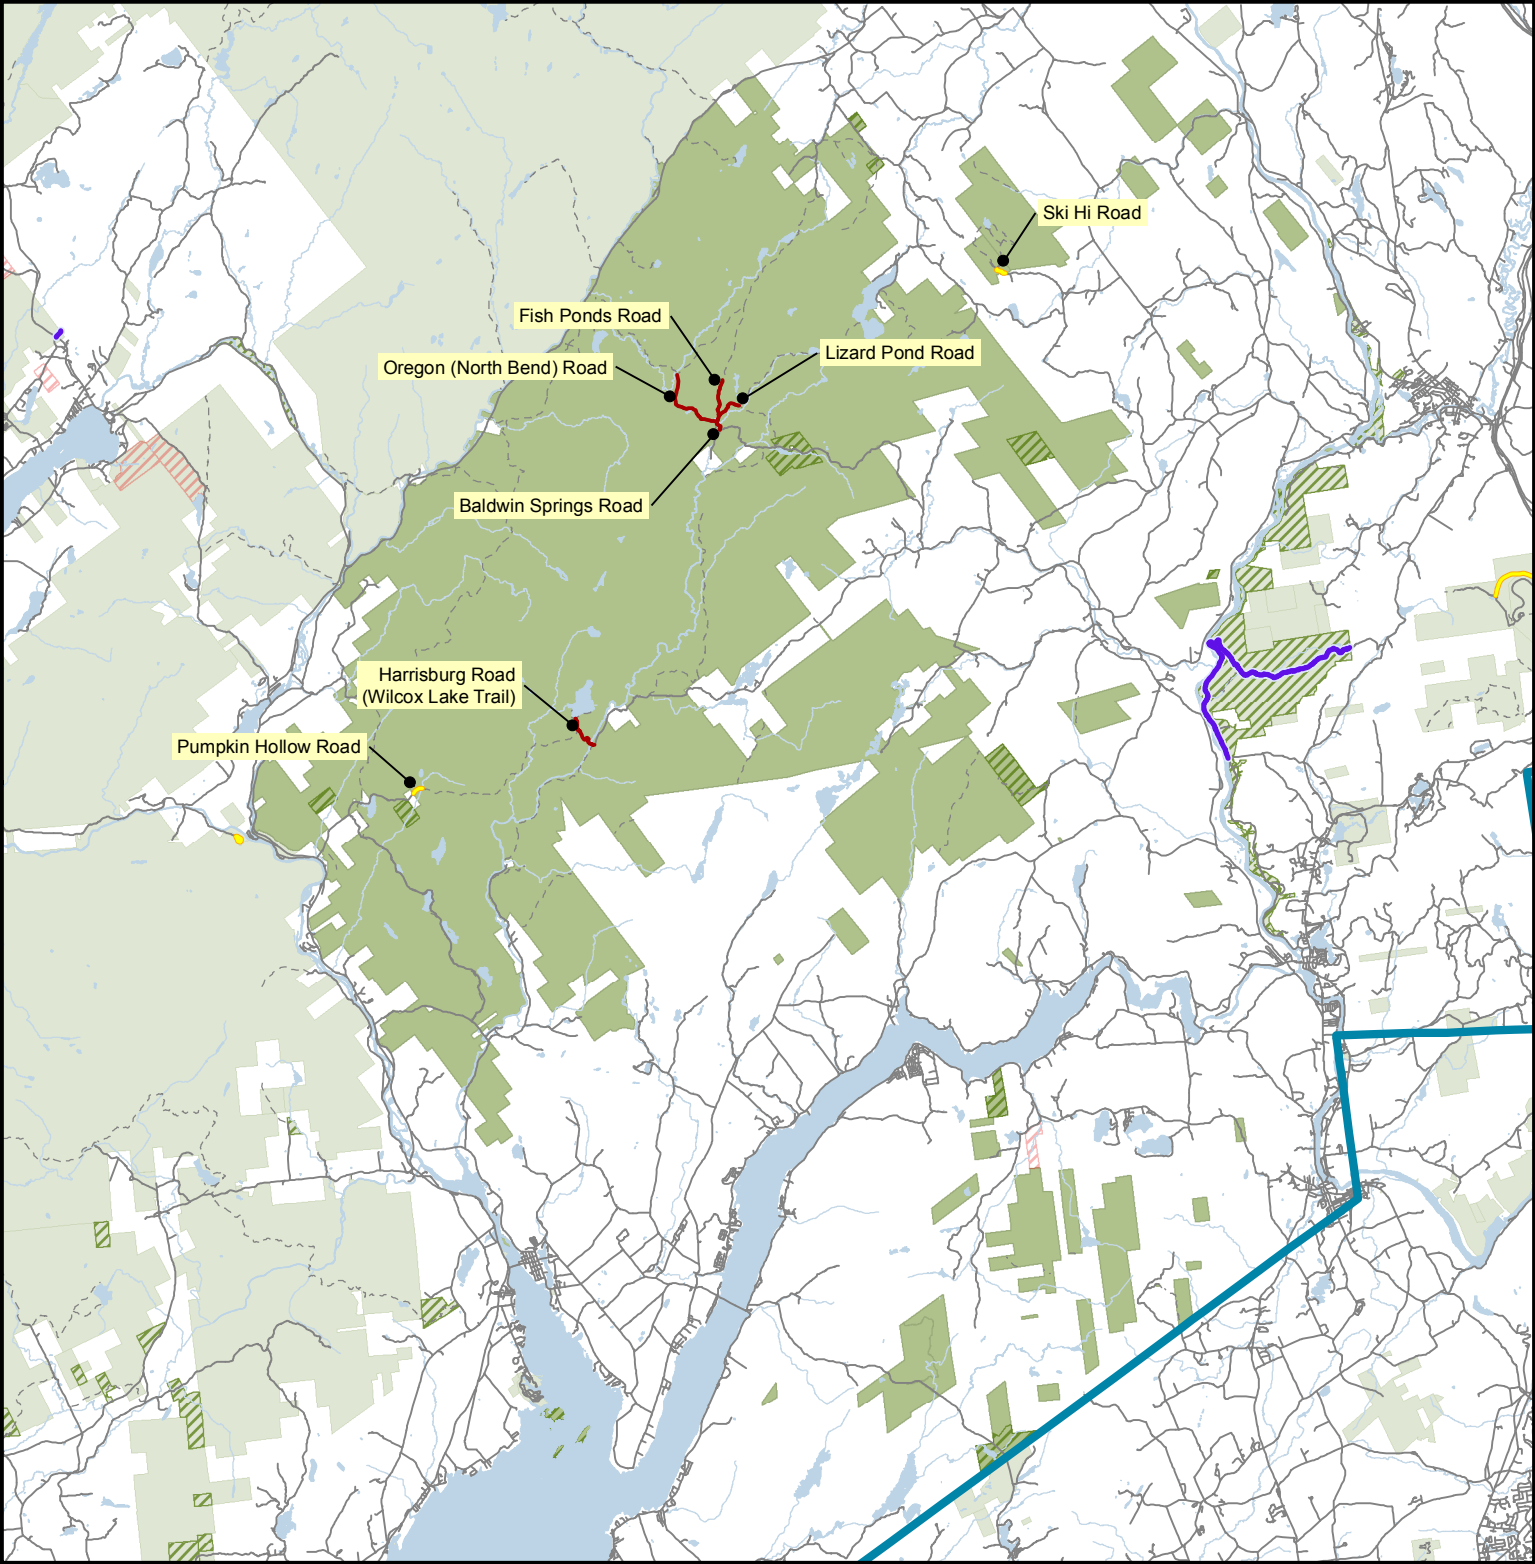 Ski Hi Road
Fish Ponds Road
Lizard Pond Road
Oregon (North Bend) Road
Baldwin Springs Road
Harrisburg Road
(Wilcox Lake Trail)
Pumpkin Hollow Road